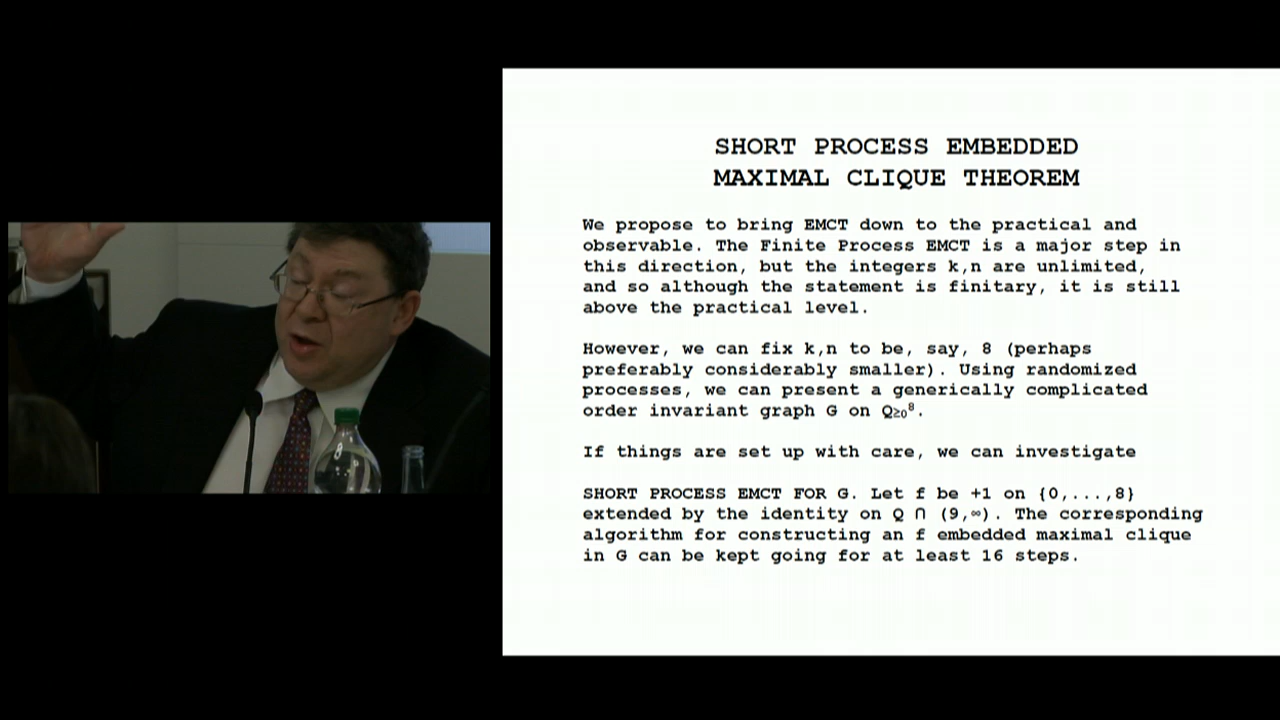 SHORT PROCESS EMBEDDED
MAXIMAL CLIQUE THEOREM
We propose to bring EMCT down to the practical and
observable. The Finite Process EMCT is a major step in
this direction, but the integers k,n are unlimited,
and so although the statement is finitary, it is still
above the practical level.
However, we can fix k,n to be, say, 8 (perhaps
preferably considerably smaller). Using randomized
processes, we can present a generically complicated
order invariant graph G on Q≥₀⁸.
If things are set up with care, we can investigate
SHORT PROCESS EMCT FOR G. Let f be +1 on {0,...,8}
extended by the identity on Q ∩ (9,∞). The corresponding
algorithm for constructing an f embedded maximal clique
in G can be kept going for at least 16 steps.